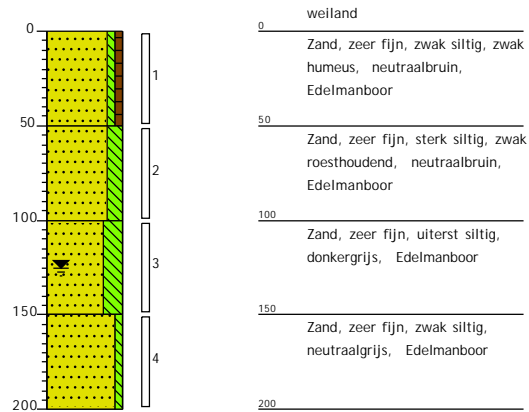 weiland
0
0
Zand, zeer fijn, zwak siltig, zwak
humeus, neutraalbruin,
Edelmanboor
1
50
50
Zand, zeer fijn, sterk siltig, zwak
roesthoudend, neutraalbruin,
Edelmanboor
2
100
100
Zand, zeer fijn, uiterst siltig,
donkergrijs, Edelmanboor
3
150
150
Zand, zeer fijn, zwak siltig,
neutraalgrijs, Edelmanboor
4
200
200